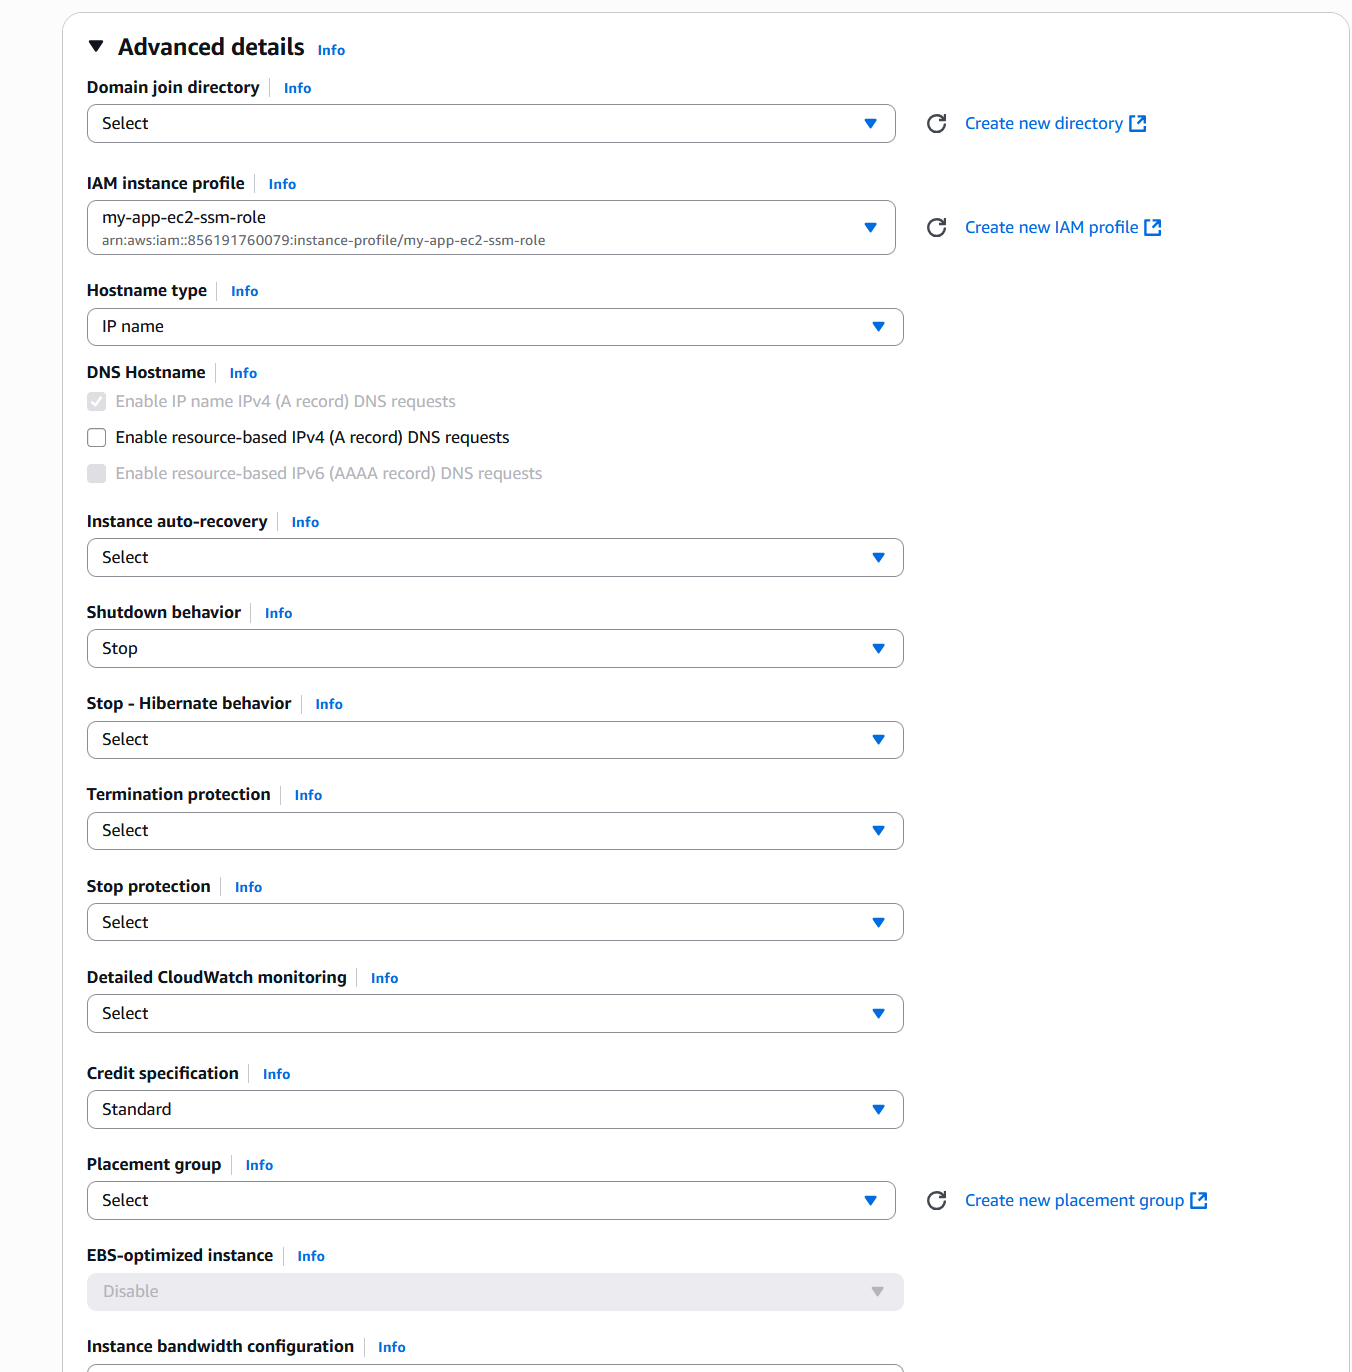 Advanced details Info
Domain join directory Info
Select
Create new directory
IAM instance profile Info
my-app-ec2-ssm-role
arn:aws:iam::856191760079:instance-profile/my-app-ec2-ssm-role
Create new IAM profile
Hostname type Info
IP name
DNS Hostname Info
Enable IP name IPv4 (A record) DNS requests
Enable resource-based IPv4 (A record) DNS requests
Enable resource-based IPv6 (AAAA record) DNS requests
Instance auto-recovery Info
Select
Shutdown behavior Info
Stop
Stop - Hibernate behavior Info
Select
Termination protection Info
Select
Stop protection Info
Select
Detailed CloudWatch monitoring Info
Select
Credit specification Info
Standard
Placement group Info
Select
Create new placement group
EBS-optimized instance Info
Disable
Instance bandwidth configuration Info